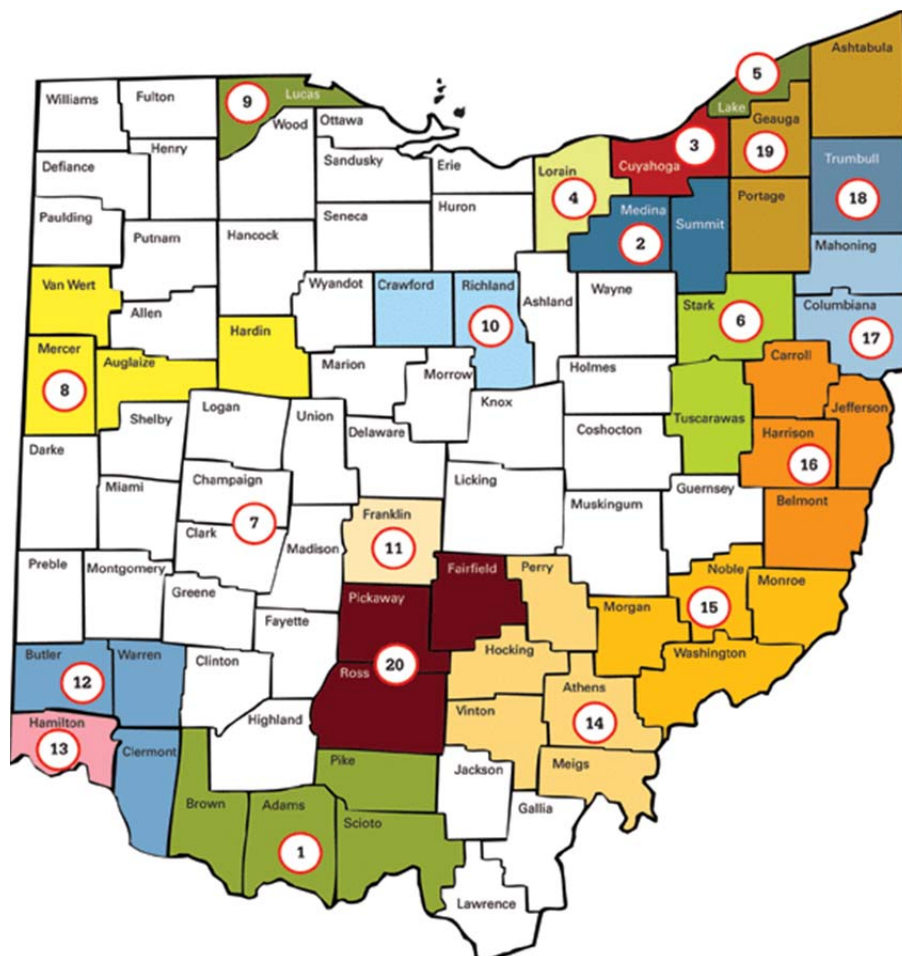 Ashtabula
5
Lake
Williams
Fulton
9
Lucas
Wood
Ottawa
Geauga
19
3
Cuyahoga
Henry
Sandusky
Erie
Lorain
4
Trumbull
18
Defiance
Medina
2
Summit
Portage
Paulding
Putnam
Hancock
Seneca
Huron
Mahoning
Van Wert
Allen
Wyandot
Crawford
Richland
10
Ashland
Wayne
Stark
6
Columbiana
17
Mercer
8
Auglaize
Hardin
Marion
Morrow
Holmes
Carroll
Jefferson
Shelby
Logan
Union
Delaware
Knox
Coshocton
Tuscarawas
Harrison
16
Darke
Miami
Champaign
7
Clark
Licking
Muskingum
Guernsey
Belmont
Franklin
11
Madison
Preble
Montgomery
Greene
Fayette
Pickaway
Fairfield
Perry
Morgan
Noble
15
Monroe
Washington
Butler
12
Warren
Clinton
Ross
20
Hocking
Athens
14
Hamilton
13
Clermont
Highland
Vinton
Meigs
Pike
Jackson
Gallia
Brown
Adams
1
Scioto
Lawrence